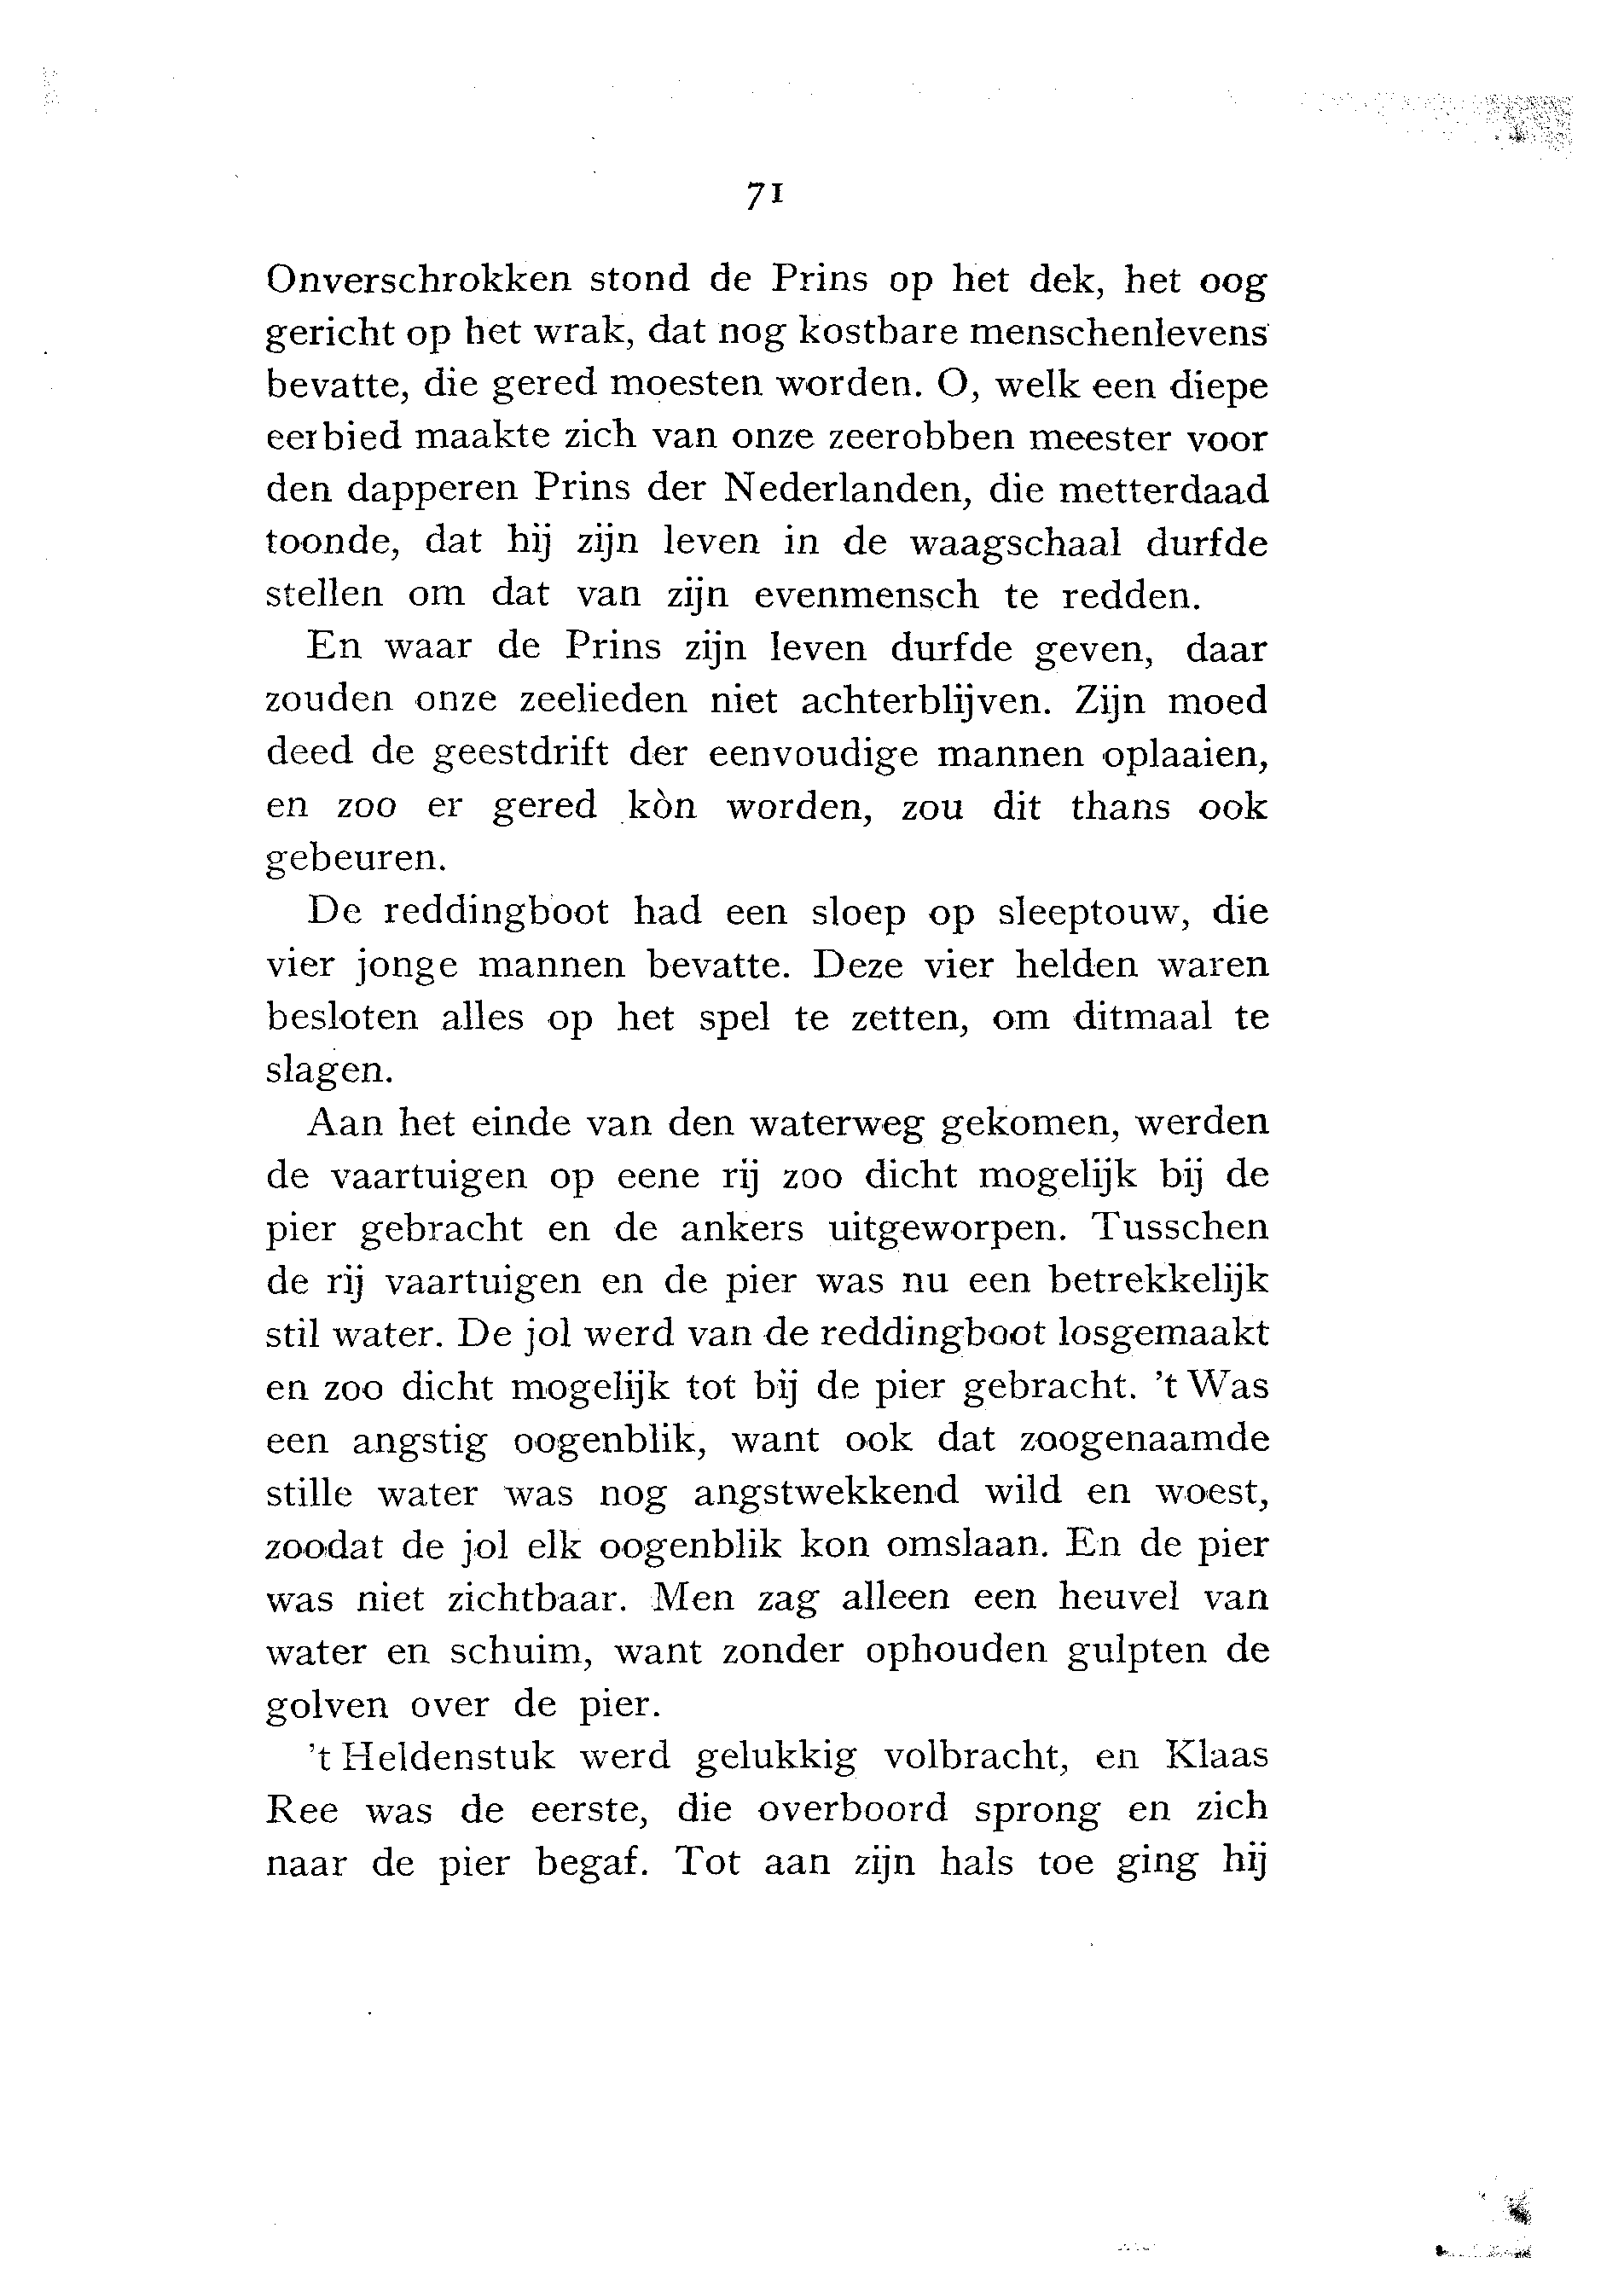 71
Onverschrokken stond de Prins op het dek, het oog
gericht op het wrak, dat nog kostbare menschenlevens
bevatte, die gered moesten worden. O, welk een diepe
eerbied maakte zich van onze zeerobben meester voor
den dapperen Prins der Nederlanden, die metterdaad
toonde, dat hij zijn leven in de waagschaal durfde
stellen om dat van zijn evenmensch te redden.
En waar de Prins zijn leven durfde geven, daar
zouden onze zeelieden niet achterblijven. Zijn moed
deed de geestdrift der eenvoudige mannen oplaaien,
en zoo er gered kòn worden, zou dit thans ook
gebeuren.
De reddingboot had een sloep op sleeptouw, die
vier jonge mannen bevatte. Deze vier helden waren
besloten alles op het spel te zetten, om ditmaal te
slagen.
Aan het einde van den waterweg gekomen, werden
de vaartuigen op eene rij zoo dicht mogelijk bij de
pier gebracht en de ankers uitgeworpen. Tusschen
de rij vaartuigen en de pier was nu een betrekkelijk
stil water. De jol werd van de reddingboot losgemaakt
en zoo dicht mogelijk tot bij de pier gebracht. 't Was
een angstig oogenblik, want ook dat zoogenaamde
stille water was nog angstwekkend wild en woest,
zoodat de jol elk oogenblik kon omslaan. En de pier
was niet zichtbaar. Men zag alleen een heuvel van
water en schuim, want zonder ophouden gulpten de
golven over de pier.
't Heldenstuk werd gelukkig volbracht, en Klaas
Ree was de eerste, die overboord sprong en zich
naar de pier begaf. Tot aan zijn hals toe ging hij